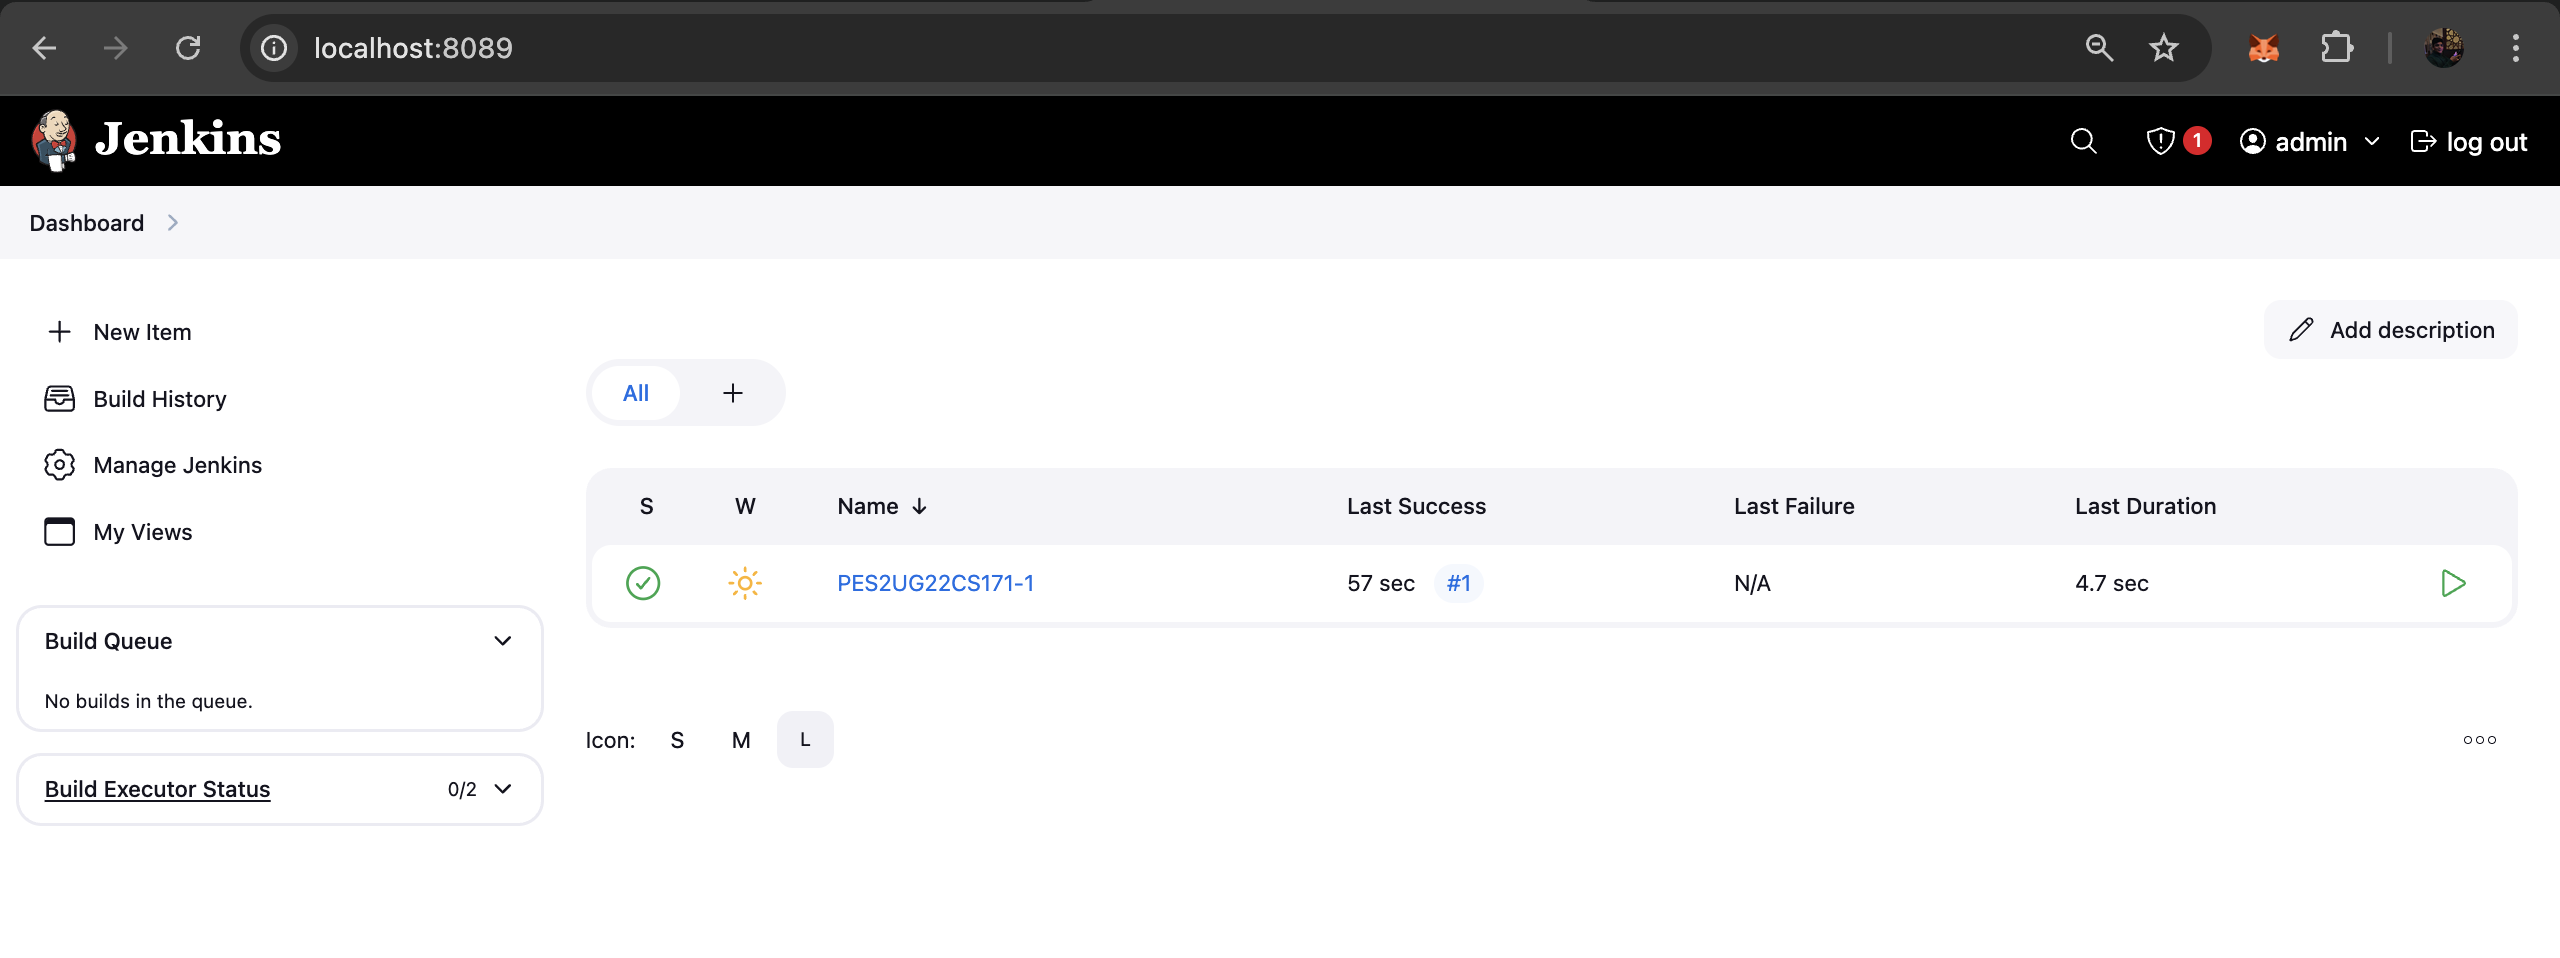 localhost:8089
Jenkins
1 admin log out
Dashboard
New Item
Build History
Manage Jenkins
My Views
Build Queue
No builds in the queue.
Build Executor Status 0/2
Add description
All
S W Name ↓ Last Success Last Failure Last Duration
PES2UG22CS171-1 57 sec #1 N/A 4.7 sec
Icon: S M L